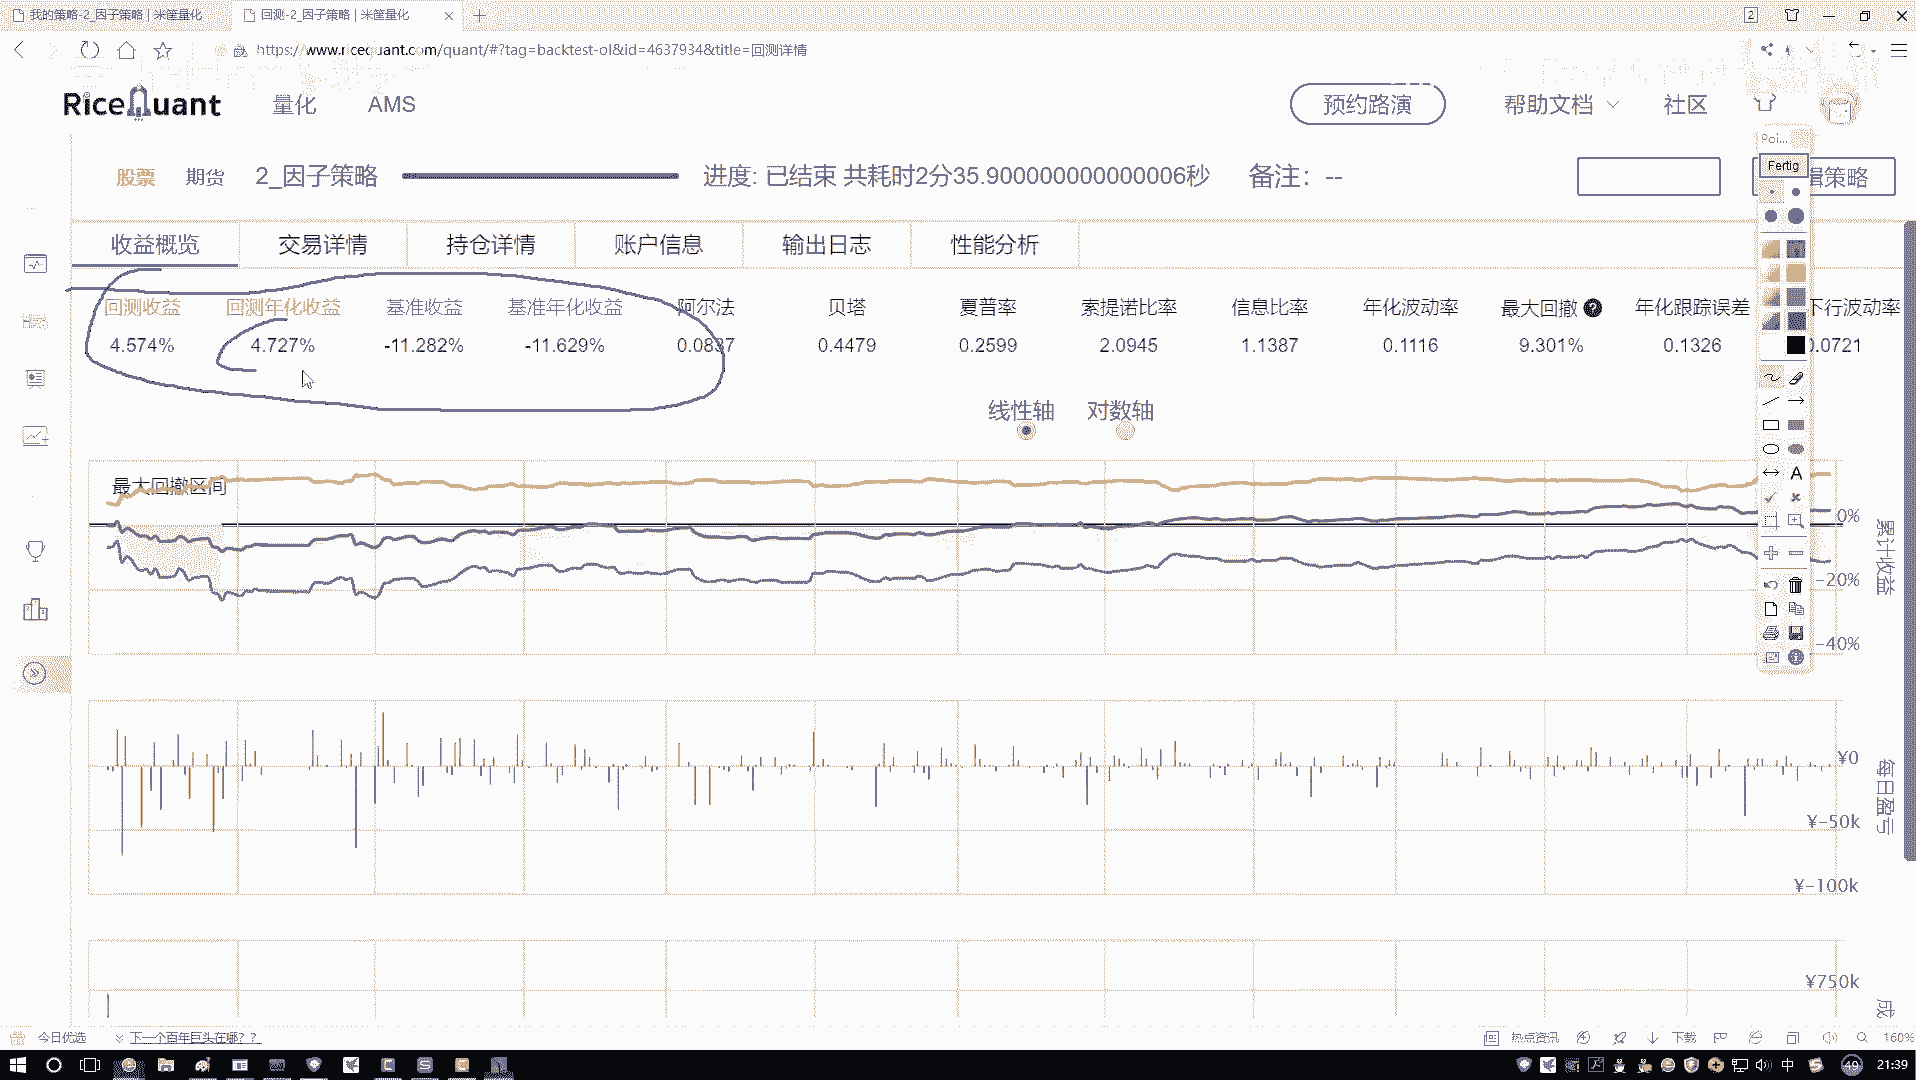 我的策略-2_因子策略 | 米筐量化
回测-2_因子策略 | 米筐量化
2
https://www.ricequant.com/quant/#?tag=backtest-ol&id=4637934&title=回测详情
RiceQuant 量化 AMS 预约路演 帮助文档 社区
Poi...
Fertig
股票 期货 2_因子策略 进度: 已结束 共耗时2分35.900000000000006秒 备注: -- 辑策略
收益概览 交易详情 持仓详情 账户信息 输出日志 性能分析
回测收益 回测年化收益 基准收益 基准年化收益 阿尔法 贝塔 夏普率 索提诺比率 信息比率 年化波动率 最大回撤 ? 年化跟踪误差 下行波动率
4.574% 4.727% -11.282% -11.629% 0.0837 0.4479 0.2599 2.0945 1.1387 0.1116 9.301% 0.1326 0.0721
线性轴 对数轴
最大回撤区间
A
0%
-20%
-40%
累计收益
¥0
¥-50k
¥-100k
每日盈亏
¥750k
成
今日优选 下一个百年巨头在哪？？ 热点资讯 下载 160%
中 49 21:39